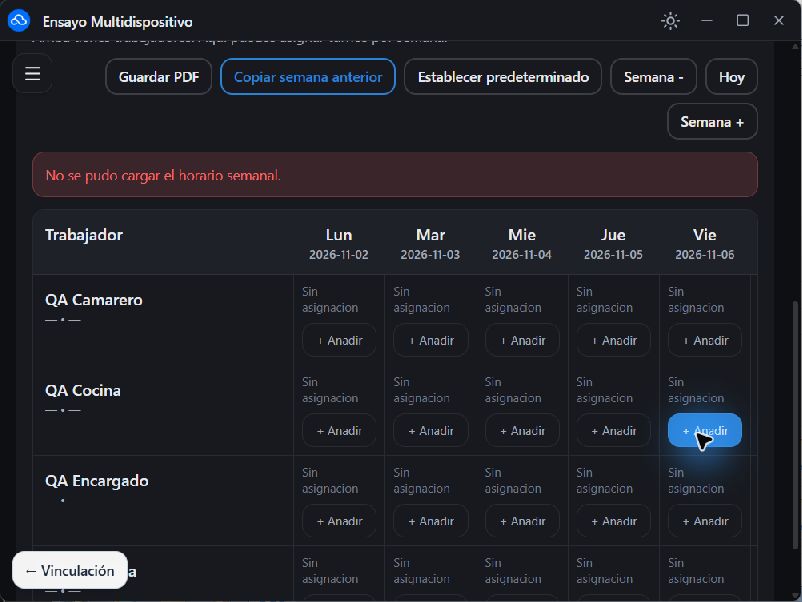 Ensayo Multidispositivo
Guardar PDF
Copiar semana anterior
Establecer predeterminado
Semana -
Hoy
Semana +
No se pudo cargar el horario semanal.
Trabajador
Lun
Mar
Mie
Jue
Vie
2026-11-02
2026-11-03
2026-11-04
2026-11-05
2026-11-06
QA Camarero
— • —
Sin asignacion
Sin asignacion
Sin asignacion
Sin asignacion
Sin asignacion
+ Anadir
+ Anadir
+ Anadir
+ Anadir
+ Anadir
QA Cocina
— • —
Sin asignacion
Sin asignacion
Sin asignacion
Sin asignacion
Sin asignacion
+ Anadir
+ Anadir
+ Anadir
+ Anadir
+ Anadir
QA Encargado
•
Sin asignacion
Sin asignacion
Sin asignacion
Sin asignacion
Sin asignacion
+ Anadir
+ Anadir
+ Anadir
+ Anadir
+ Anadir
← Vinculación
Sin asignacion
Sin asignacion
Sin asignacion
Sin asignacion
Sin asignacion